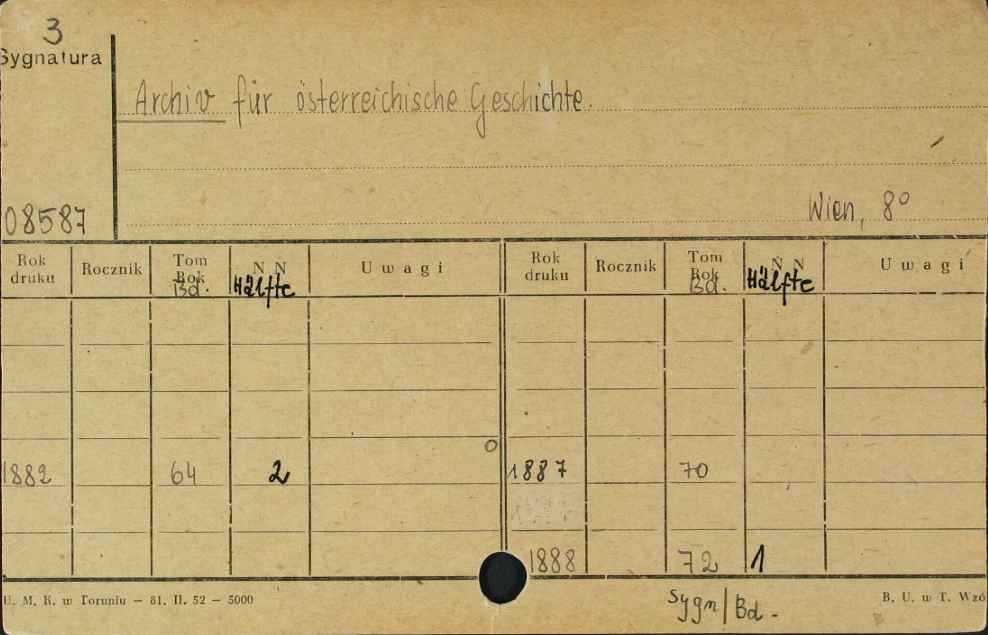 3
Sygnatura
Archiv für österreichische Geschichte.
08587
Wien, 8°
Rok druku Rocznik Tom Rok Bd. N N Hälfte Uwagi Rok druku Rocznik Tom Rok Bd. N N Hälfte Uwagi
1882 64 2 1887 70
1888 72 1
U. M. K. w Toruniu — 81. II. 52 — 5000
Sygn/Bd.
B. U. w T. Wzó